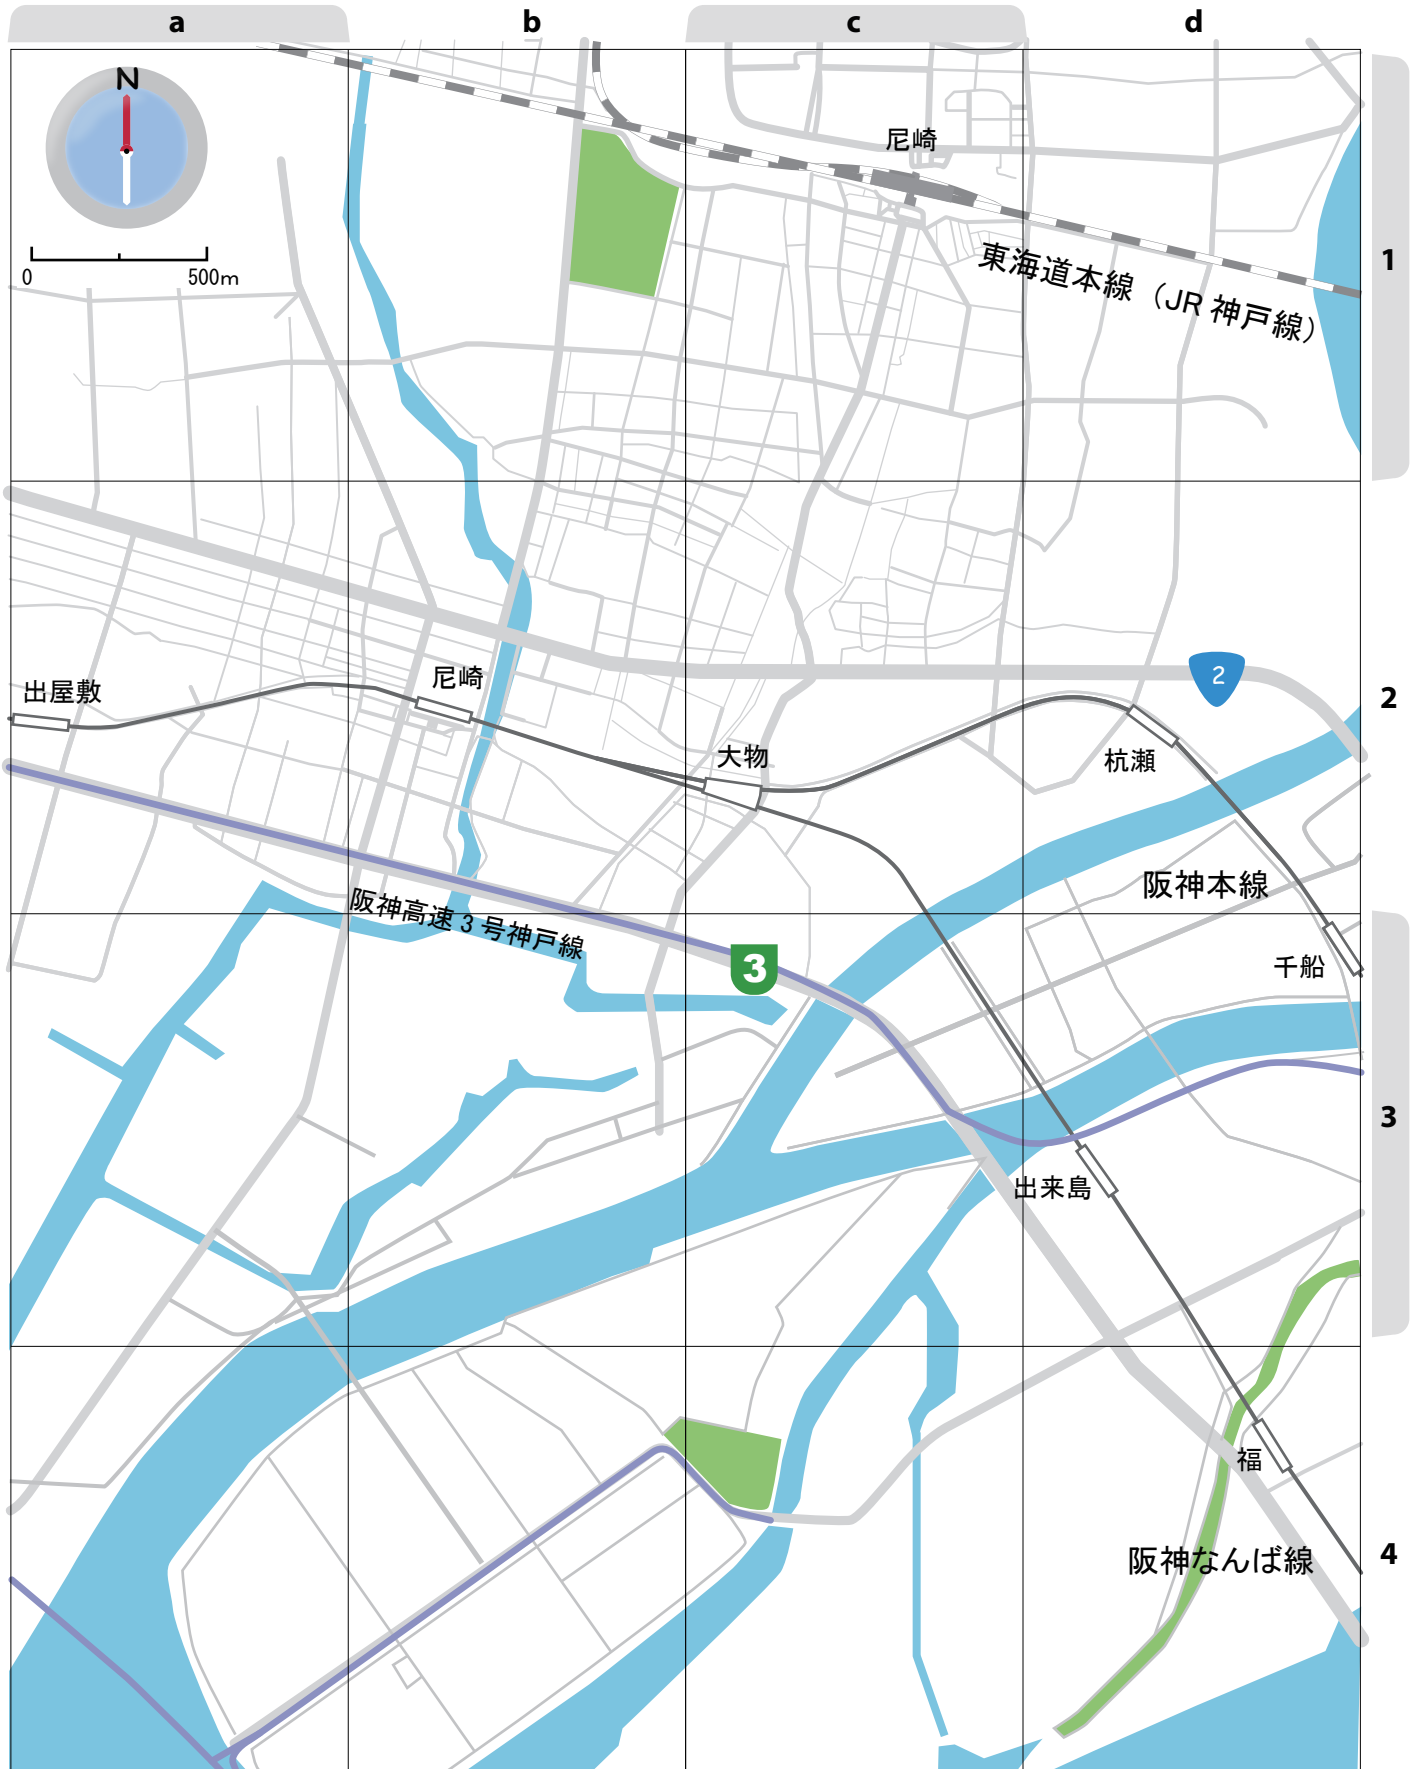 a
b
c
d
N
0 500m
尼崎
東海道本線（JR 神戸線）
1
出屋敷
尼崎
大物
杭瀬
2
2
阪神本線
阪神高速 3 号神戸線
3
千船
3
出来島
福
阪神なんば線
4